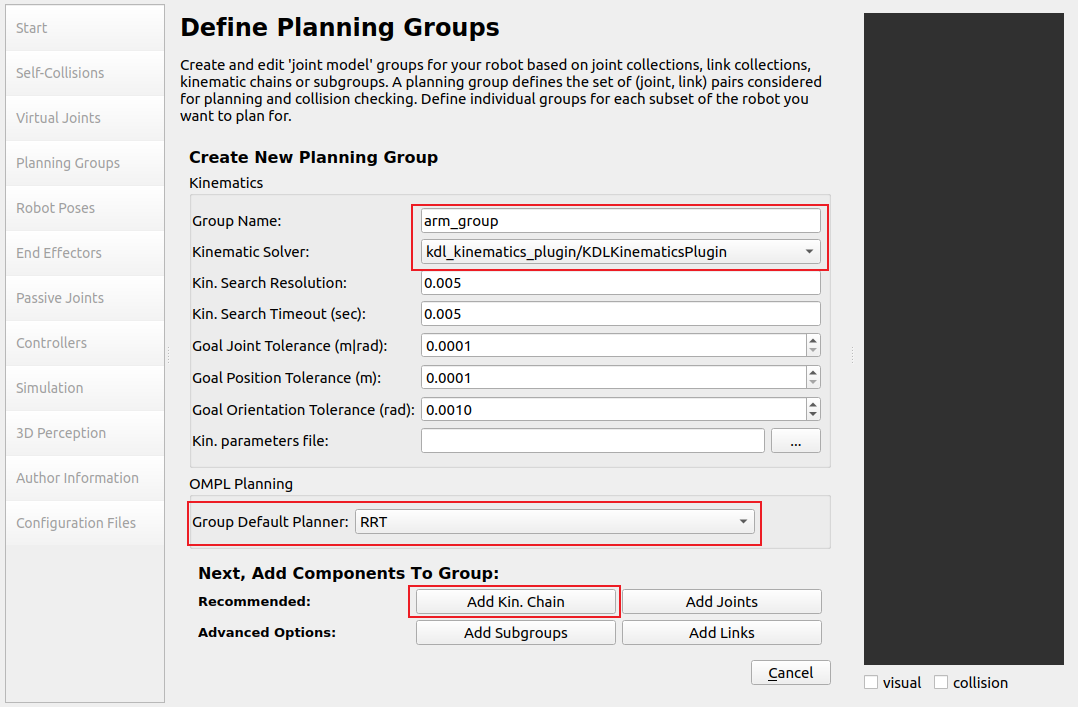 Start
Self-Collisions
Virtual Joints
Planning Groups
Robot Poses
End Effectors
Passive Joints
Controllers
Simulation
3D Perception
Author Information
Configuration Files
Define Planning Groups
Create and edit 'joint model' groups for your robot based on joint collections, link collections,
kinematic chains or subgroups. A planning group defines the set of (joint, link) pairs considered
for planning and collision checking. Define individual groups for each subset of the robot you
want to plan for.
Create New Planning Group
Kinematics
Group Name: arm_group
Kinematic Solver: kdl_kinematics_plugin/KDLKinematicsPlugin
Kin. Search Resolution: 0.005
Kin. Search Timeout (sec): 0.005
Goal Joint Tolerance (m|rad): 0.0001
Goal Position Tolerance (m): 0.0001
Goal Orientation Tolerance (rad): 0.0010
Kin. parameters file: ...
OMPL Planning
Group Default Planner: RRT
Next, Add Components To Group:
Recommended: Add Kin. Chain Add Joints
Advanced Options: Add Subgroups Add Links
Cancel
visual collision